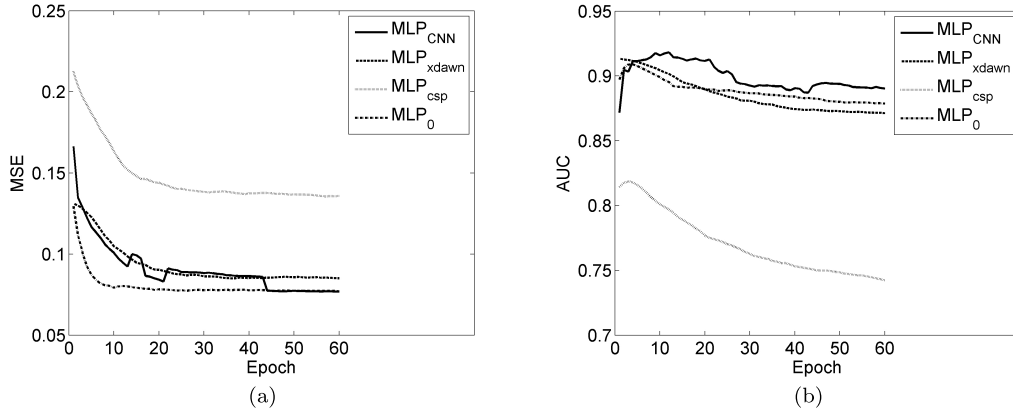 0.25
0.2
0.15
0.1
0.05
MSE
0 10 20 30 40 50 60
Epoch
MLP_CNN
MLP_xdawn
MLP_csp
MLP_0
(a)
0.95
0.9
0.85
0.8
0.75
0.7
AUC
0 10 20 30 40 50 60
Epoch
MLP_CNN
MLP_xdawn
MLP_csp
MLP_0
(b)